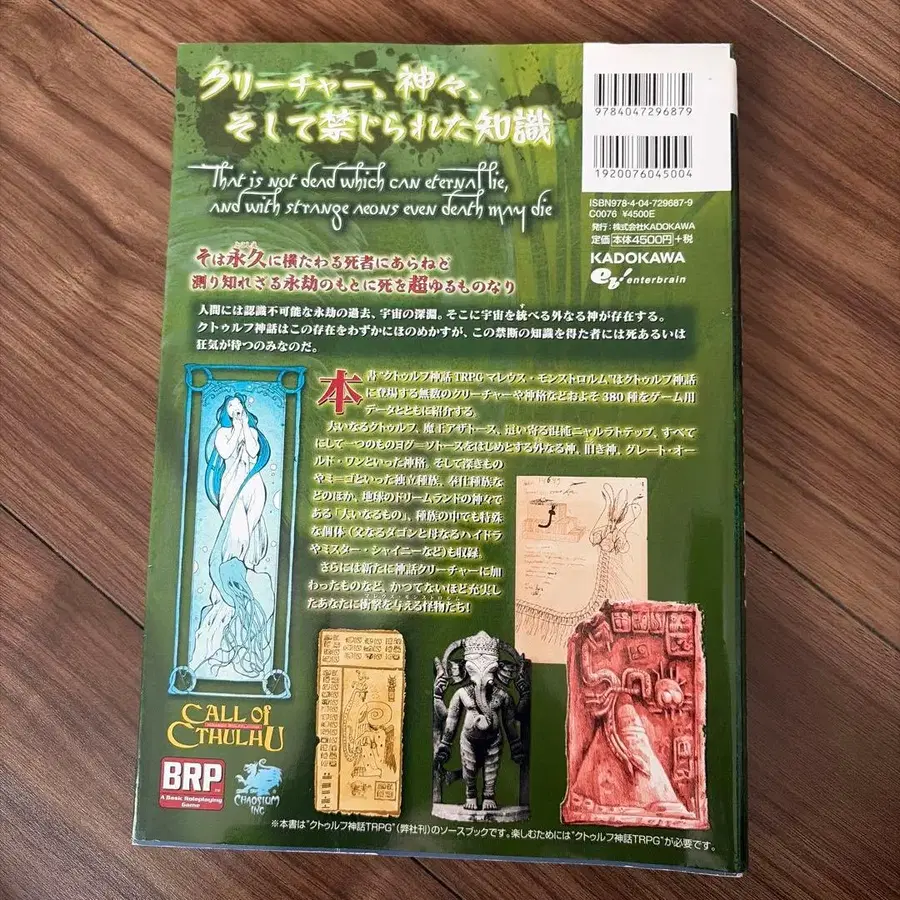 クリーチャー、神々、
そして禁じられた知識
That is not dead which can eternal lie,
and with strange aeons even death may die
そは永久に横たわる死者にあらねど
測り知れざる永劫のもとに死を超ゆるものなり
人間には認識不可能な永劫の過去、宇宙の深淵。そこに宇宙を統べる外なる神が存在する。
クトゥルフ神話はこの存在をわずかにほのめかすが、この禁断の知識を得た者には死あるいは
狂気が待つのみなのだ。
本書“クトゥルフ神話TRPG マレウス・モンストロルム”はクトゥルフ神話
に登場する無数のクリーチャーや神格などおよそ380種をゲーム用
データとともに紹介する。
大いなるクトゥルフ、魔王アザトース、這い寄る混沌ニャルラトテップ、すべて
にして一つのものヨグ＝ソトースをはじめとする外なる神、旧き神、グレート・オー
ルド・ワンといった神格。そして深きもの
やミ＝ゴといった独立種族、奉仕種族な
どのほか、地球のドリームランドの神々で
ある「大いなるもの」、種族の中でも特殊
な個体（父なるダゴンと母なるハイドラ
やミスター・シャイニーなど）も収録。
さらには新たに神話クリーチャーに加
わったものなど、かつてないほど充実し
たあなたに衝撃を与える怪物たち！
9784047296879
1920076045004
ISBN978-4-04-729687-9
C0076 ¥4500E
発行：株式会社KADOKAWA
定価 本体4500円 +税
KADOKAWA
enterbrain
CALL of
CTHULHU
BRP
A Basic Roleplaying
Game
CHAOSIUM
INC
※本書は“クトゥルフ神話TRPG”（弊社刊）のソースブックです。楽しむためには“クトゥルフ神話TRPG”が必要です。